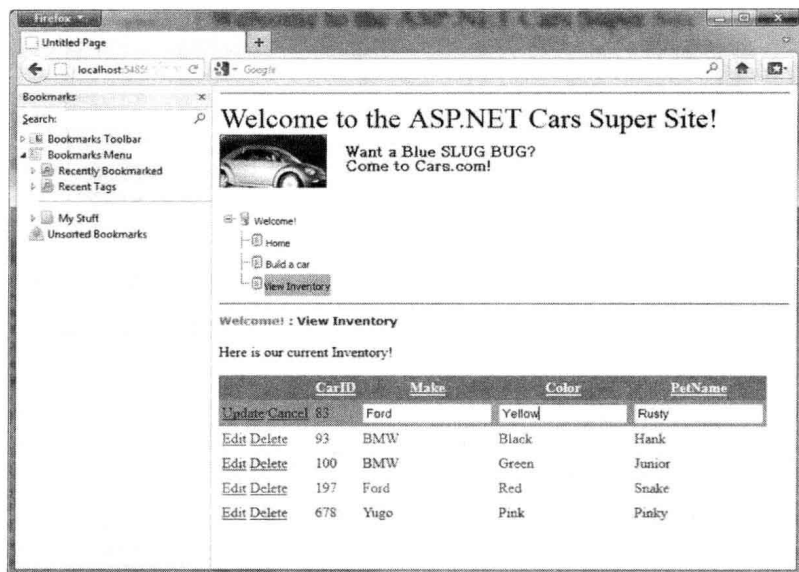 Firefox
Untitled Page
localhost:5485
Google
Bookmarks
Search:
Bookmarks Toolbar
Bookmarks Menu
Recently Bookmarked
Recent Tags
My Stuff
Unsorted Bookmarks
Welcome to the ASP.NET Cars Super Site!
Want a Blue SLUG BUG?
Come to Cars.com!
Welcome!
Home
Build a car
View Inventory
Welcome! : View Inventory
Here is our current Inventory!
CarID Make Color PetName
Update Cancel 83 Ford Yellow Rusty
Edit Delete 93 BMW Black Hank
Edit Delete 100 BMW Green Junior
Edit Delete 197 Ford Red Snake
Edit Delete 678 Yugo Pink Pinky